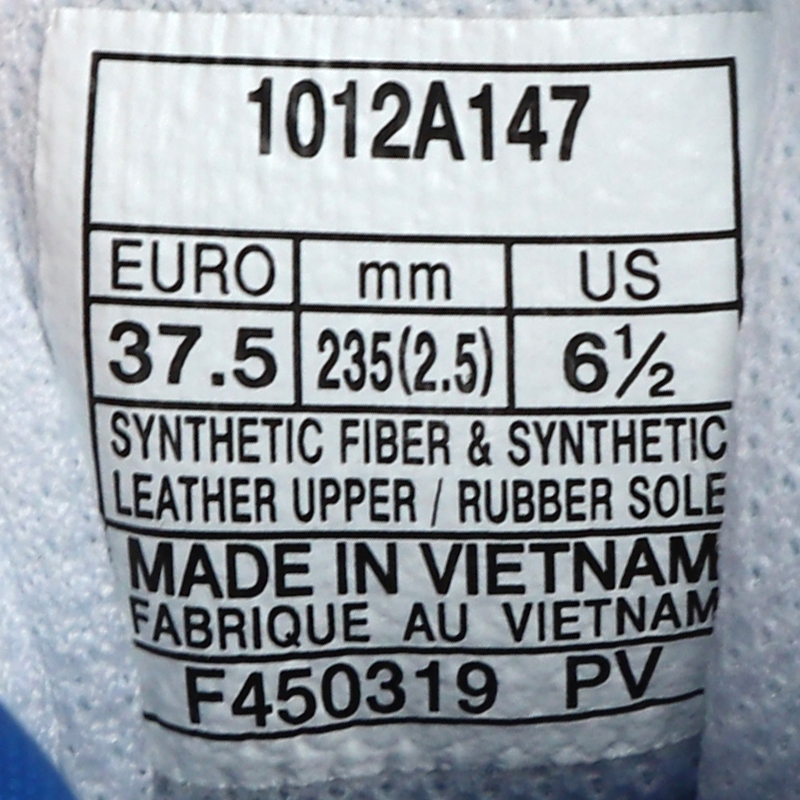 1012A147
EURO mm US
37.5 235(2.5) 6½
SYNTHETIC FIBER & SYNTHETIC
LEATHER UPPER / RUBBER SOLE
MADE IN VIETNAM
FABRIQUE AU VIETNAM
F450319 PV